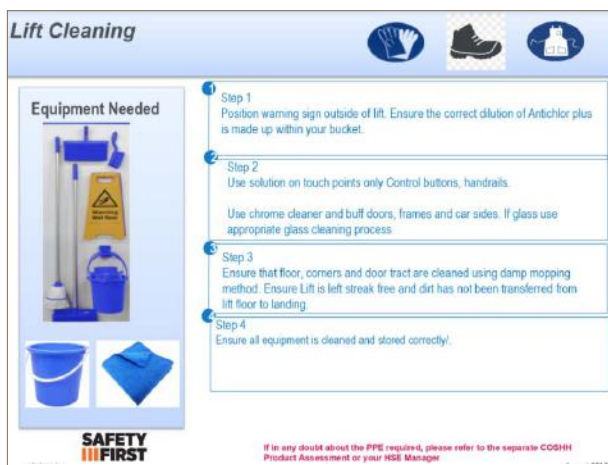 Lift Cleaning
Equipment Needed
1
Step 1
Position warning sign outside of lift. Ensure the correct dilution of Antichlor plus
is made up within your bucket.
2
Step 2
Use solution on touch points only Control buttons, handrails.
Use chrome cleaner and buff doors, frames and car sides. If glass use
appropriate glass cleaning process
3
Step 3
Ensure that floor, corners and door tract are cleaned using damp mopping
method. Ensure Lift is left streak free and dirt has not been transferred from
lift floor to landing.
4
Step 4
Ensure all equipment is cleaned and stored correctly/.
SAFETY
FIRST
If in any doubt about the PPE required, please refer to the separate COSHH
Product Assessment or your HSE Manager